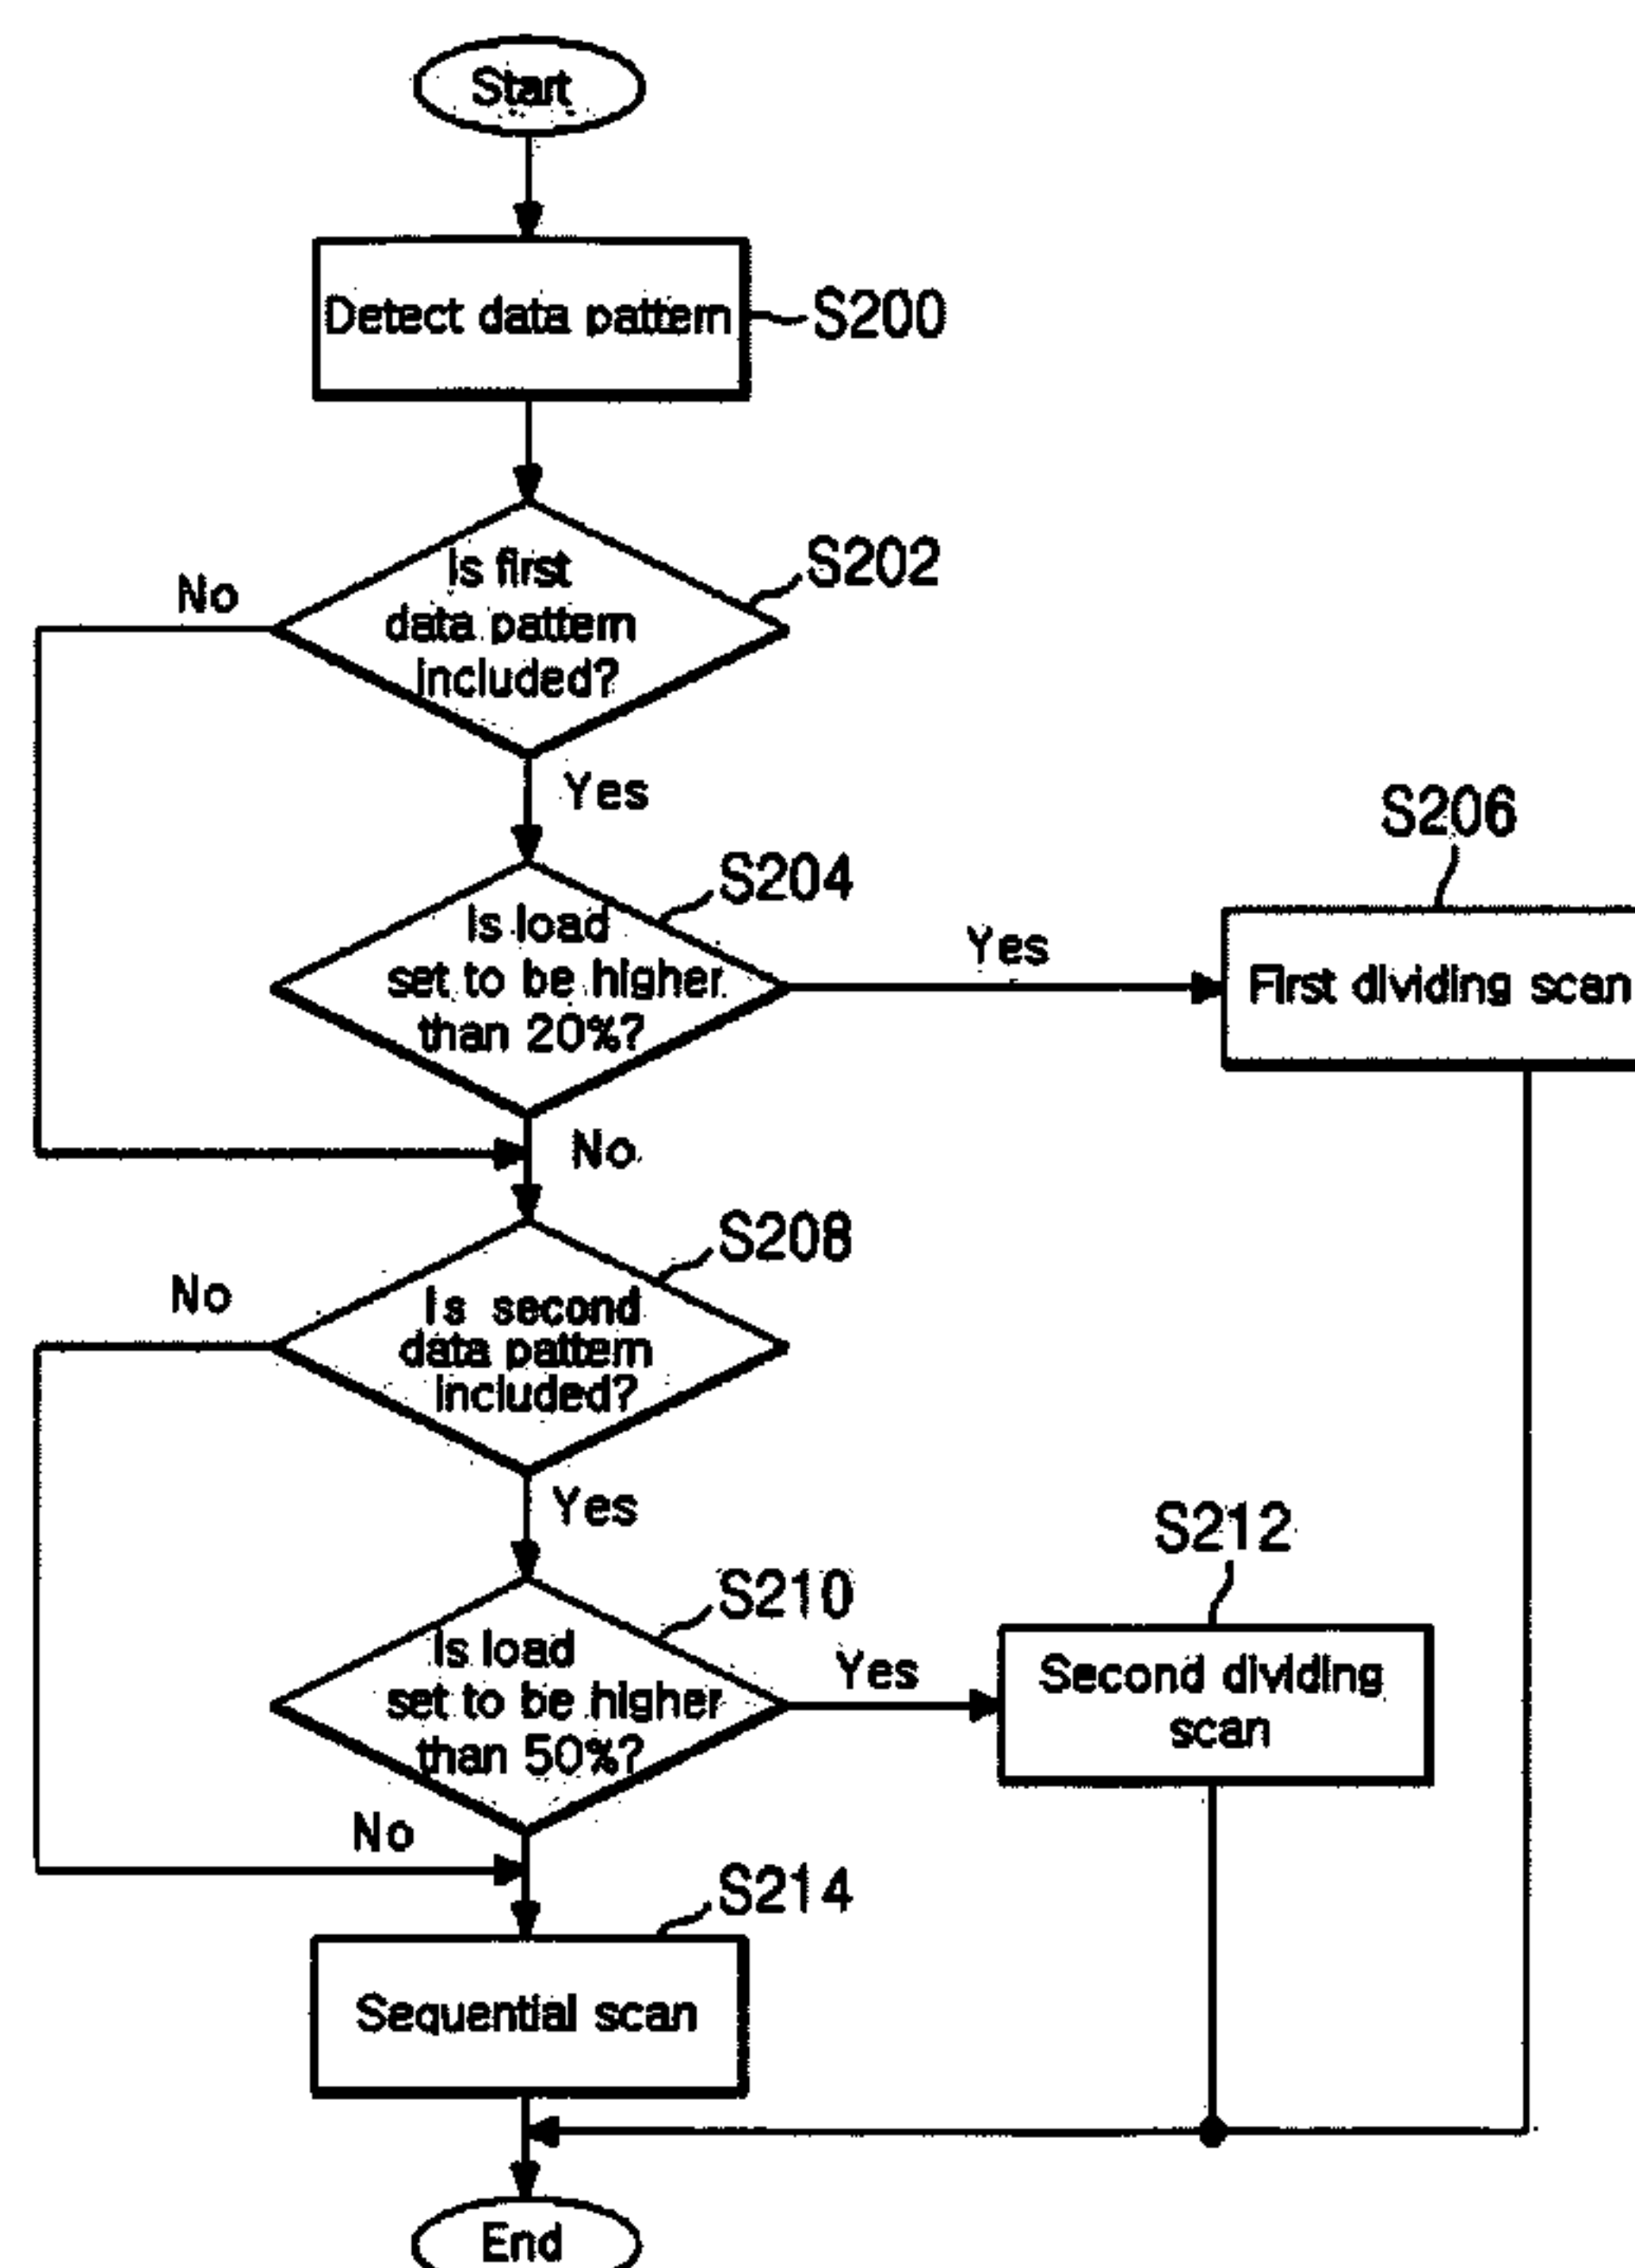 Start
Detect data pattern
S200
Is first
data pattern
included?
S202
No
Yes
Is load
set to be higher
than 20%?
S204
Yes
S206
First dividing scan
No
Is second
data pattern
included?
S208
No
Yes
Is load
set to be higher
than 50%?
S210
Yes
S212
Second dividing
scan
No
S214
Sequential scan
End